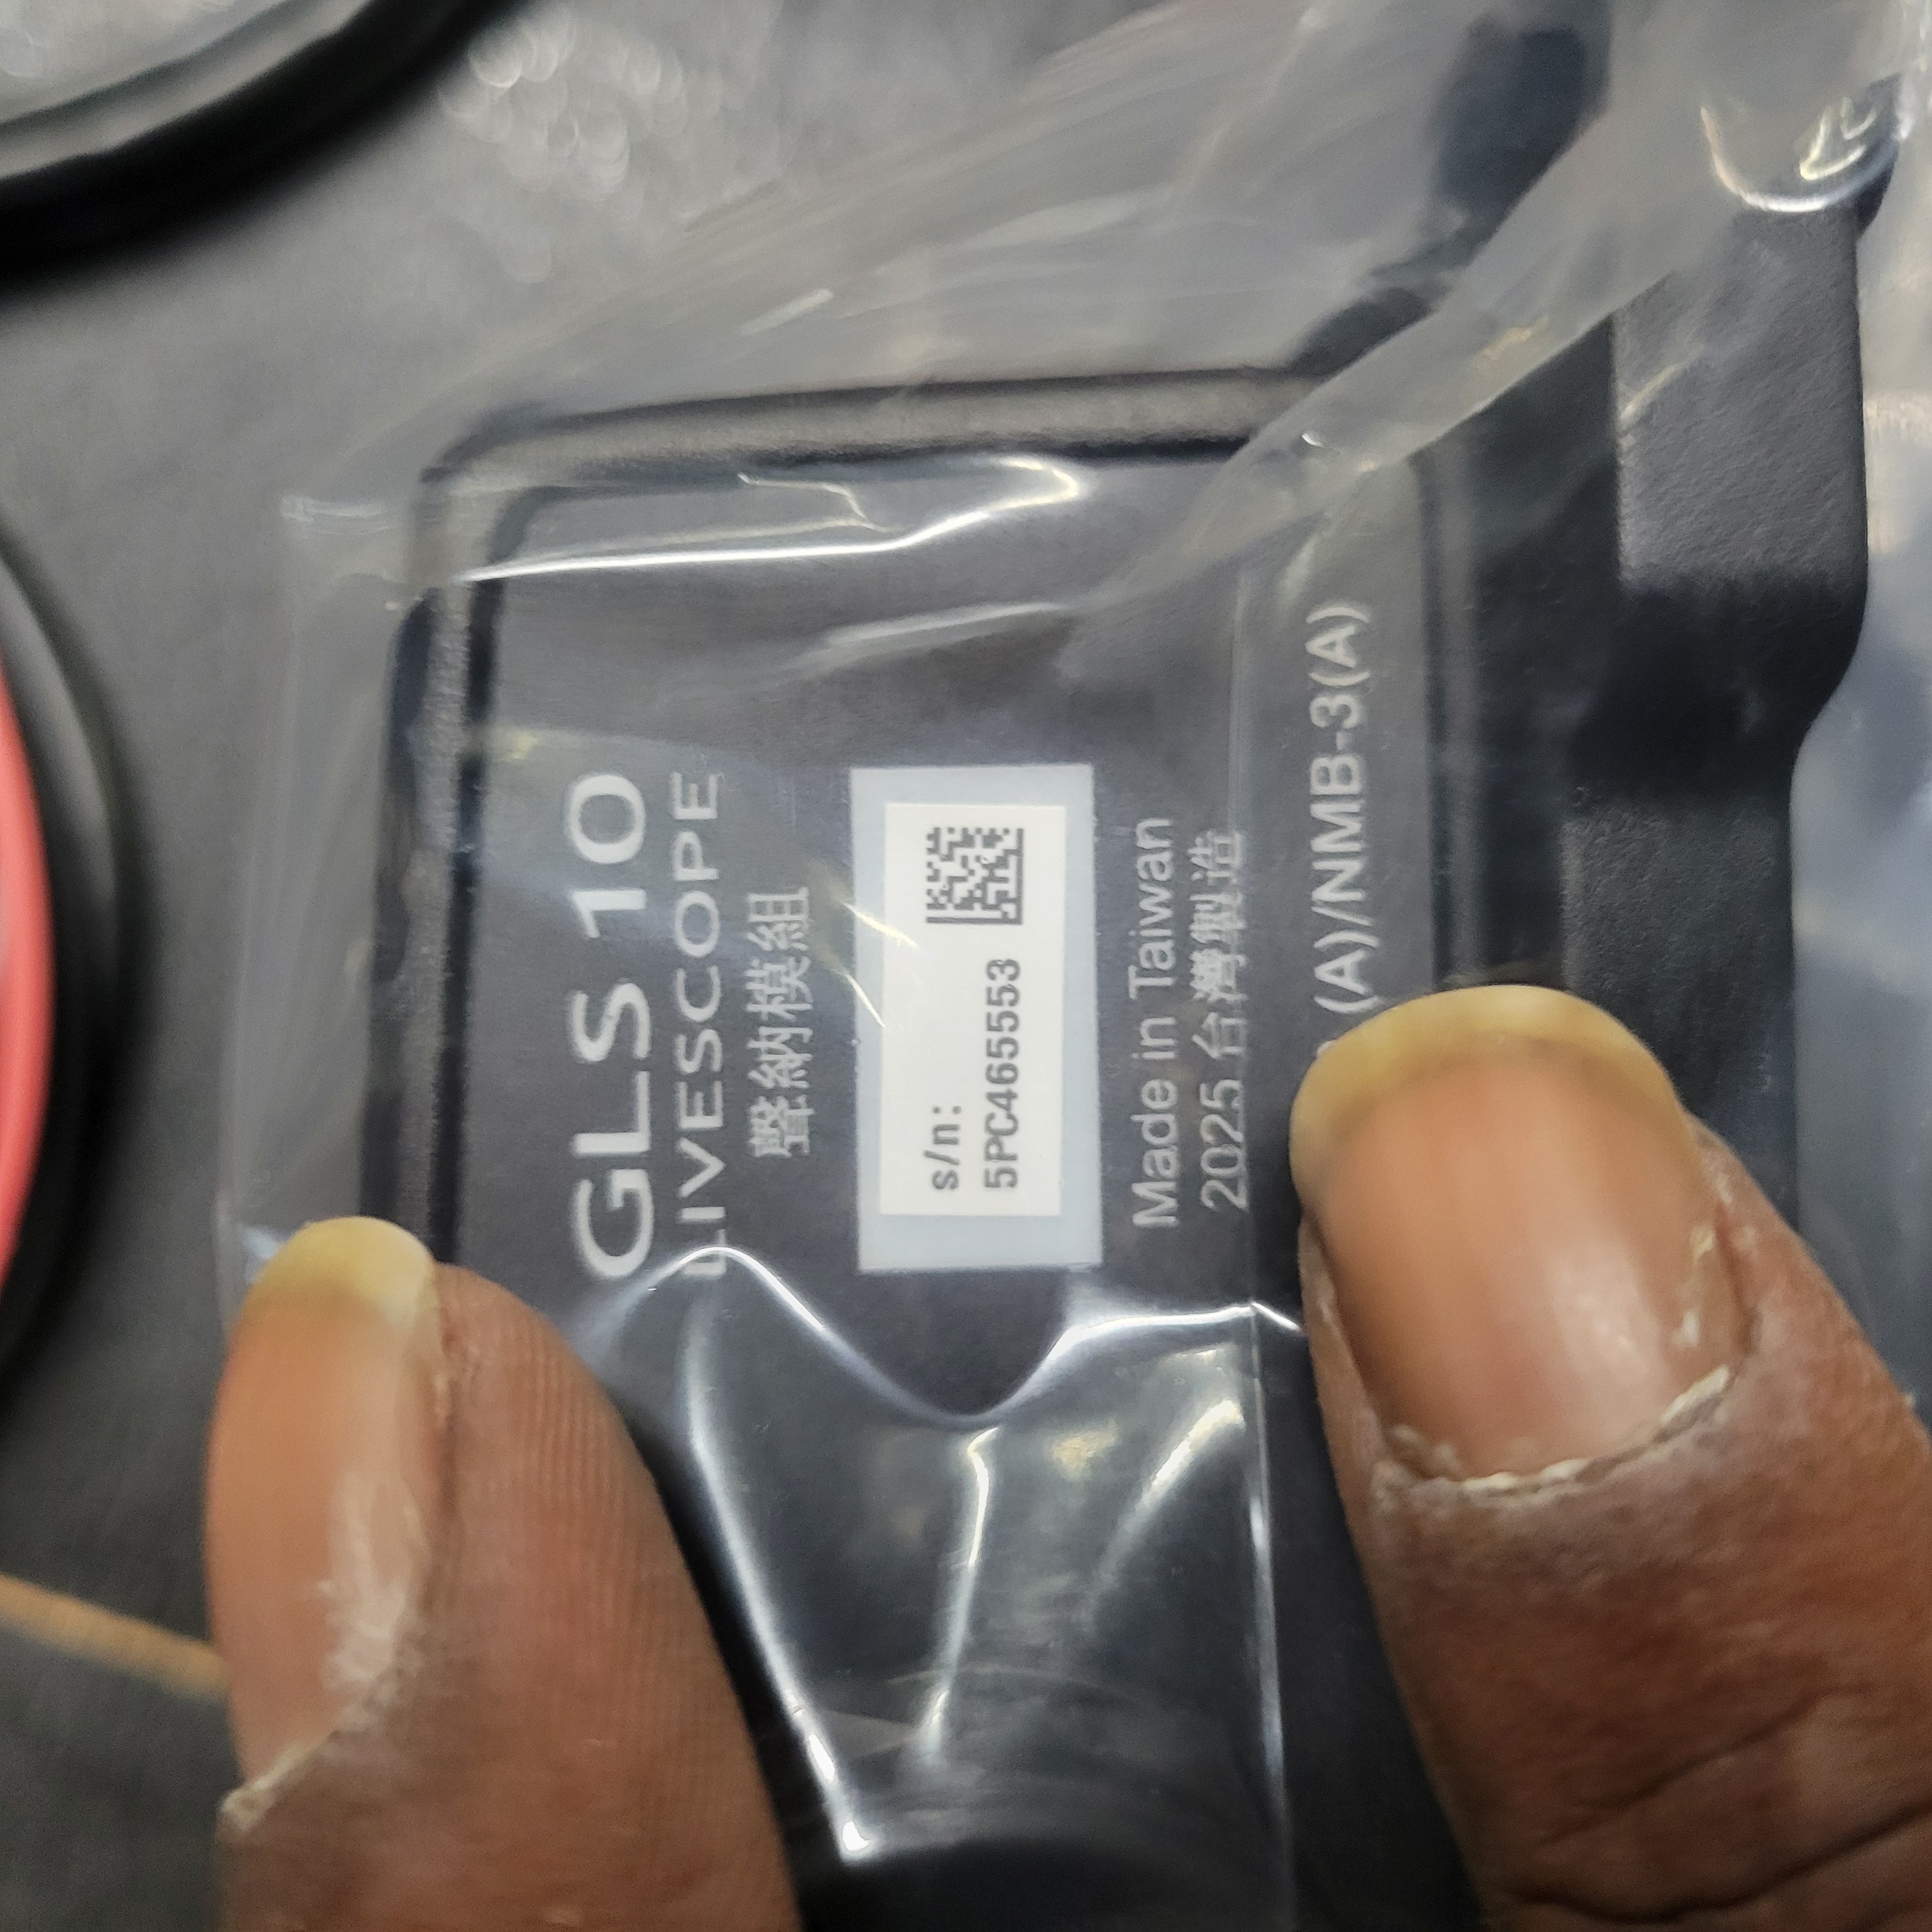 GLS 10
LIVESCOPE
聲納模組
s/n:
5PC465553
Made in Taiwan
2025 台灣製造
(A)/NMB-3(A)